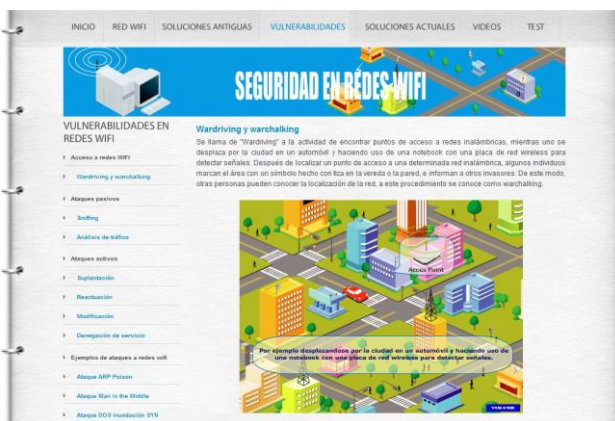 INICIO RED WIFI SOLUCIONES ANTIGUAS VULNERABILIDADES SOLUCIONES ACTUALES VIDEOS TEST
SEGURIDAD EN REDES WIFI
VULNERABILIDADES EN
REDES WIFI
Acceso a redes WIFI
Wardriving y warchalking
Ataques pasivos
Sniffing
Análisis de tráfico
Ataques activos
Suplantación
Reactuación
Modificación
Denegación de servicio
Ejemplos de ataques a redes wifi
Ataque ARP Poison
Ataque Man in the Middle
Ataque DOS inundación SYN
Wardriving y warchalking
Se llama de "Wardriving" a la actividad de encontrar puntos de acceso a redes inalámbricas, mientras uno se
desplaza por la ciudad en un automóvil y haciendo uso de una notebook con una placa de red wireless para
detectar señales. Después de localizar un punto de acceso a una determinada red inalámbrica, algunos individuos
marcan el área con un símbolo hecho con tiza en la vereda o la pared, e informan a otros invasores. De este modo,
otras personas pueden conocer la localización de la red, a este procedimiento se conoce como warchalking.
Acces Point
Por ejemplo desplazandose por la ciudad en un automóvil y haciendo uso de
una notebook con una placa de red wireless para detectar señales.
VOLVER